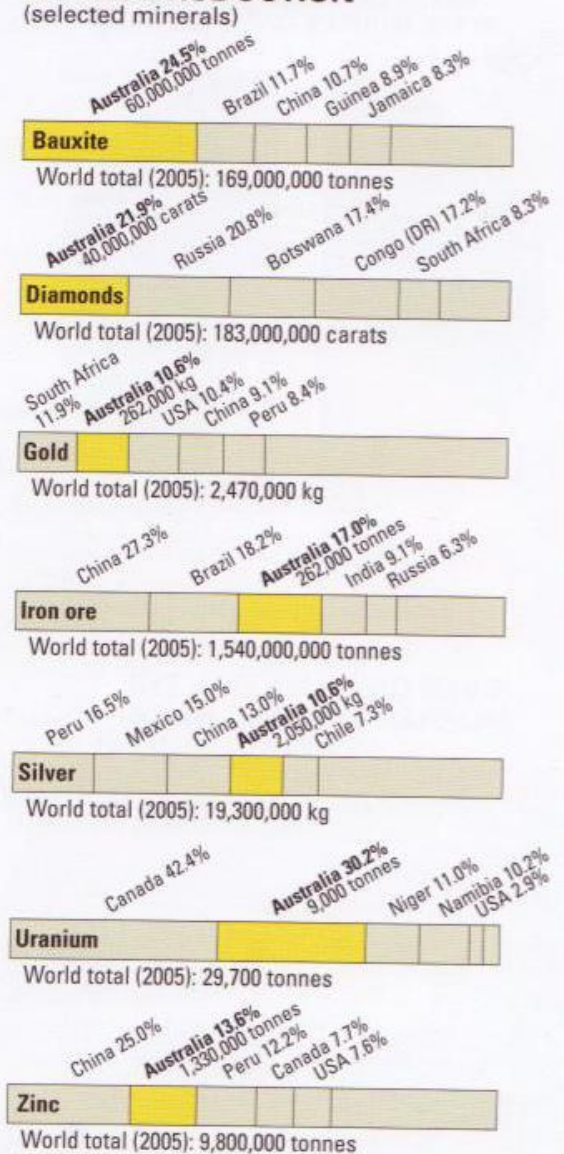 (selected minerals)
Australia 24.5%
60,000,000 tonnes
Brazil 11.7%
China 10.7%
Guinea 8.9%
Jamaica 8.3%
Bauxite
World total (2005): 169,000,000 tonnes
Australia 21.9%
40,000,000 carats
Russia 20.8%
Botswana 17.4%
Congo (DR) 17.2%
South Africa 8.3%
Diamonds
World total (2005): 183,000,000 carats
South Africa
11.9%
Australia 10.6%
262,000 kg
USA 10.4%
China 9.1%
Peru 8.4%
Gold
World total (2005): 2,470,000 kg
China 27.3%
Brazil 18.2%
Australia 17.0%
262,000 tonnes
India 9.1%
Russia 6.3%
Iron ore
World total (2005): 1,540,000,000 tonnes
Peru 16.5%
Mexico 15.0%
China 13.0%
Australia 10.6%
2,050,000 kg
Chile 7.3%
Silver
World total (2005): 19,300,000 kg
Canada 42.4%
Australia 30.2%
9,000 tonnes
Niger 11.0%
Namibia 10.2%
USA 2.9%
Uranium
World total (2005): 29,700 tonnes
China 25.0%
Australia 13.6%
1,330,000 tonnes
Peru 12.2%
Canada 7.7%
USA 7.6%
Zinc
World total (2005): 9,800,000 tonnes